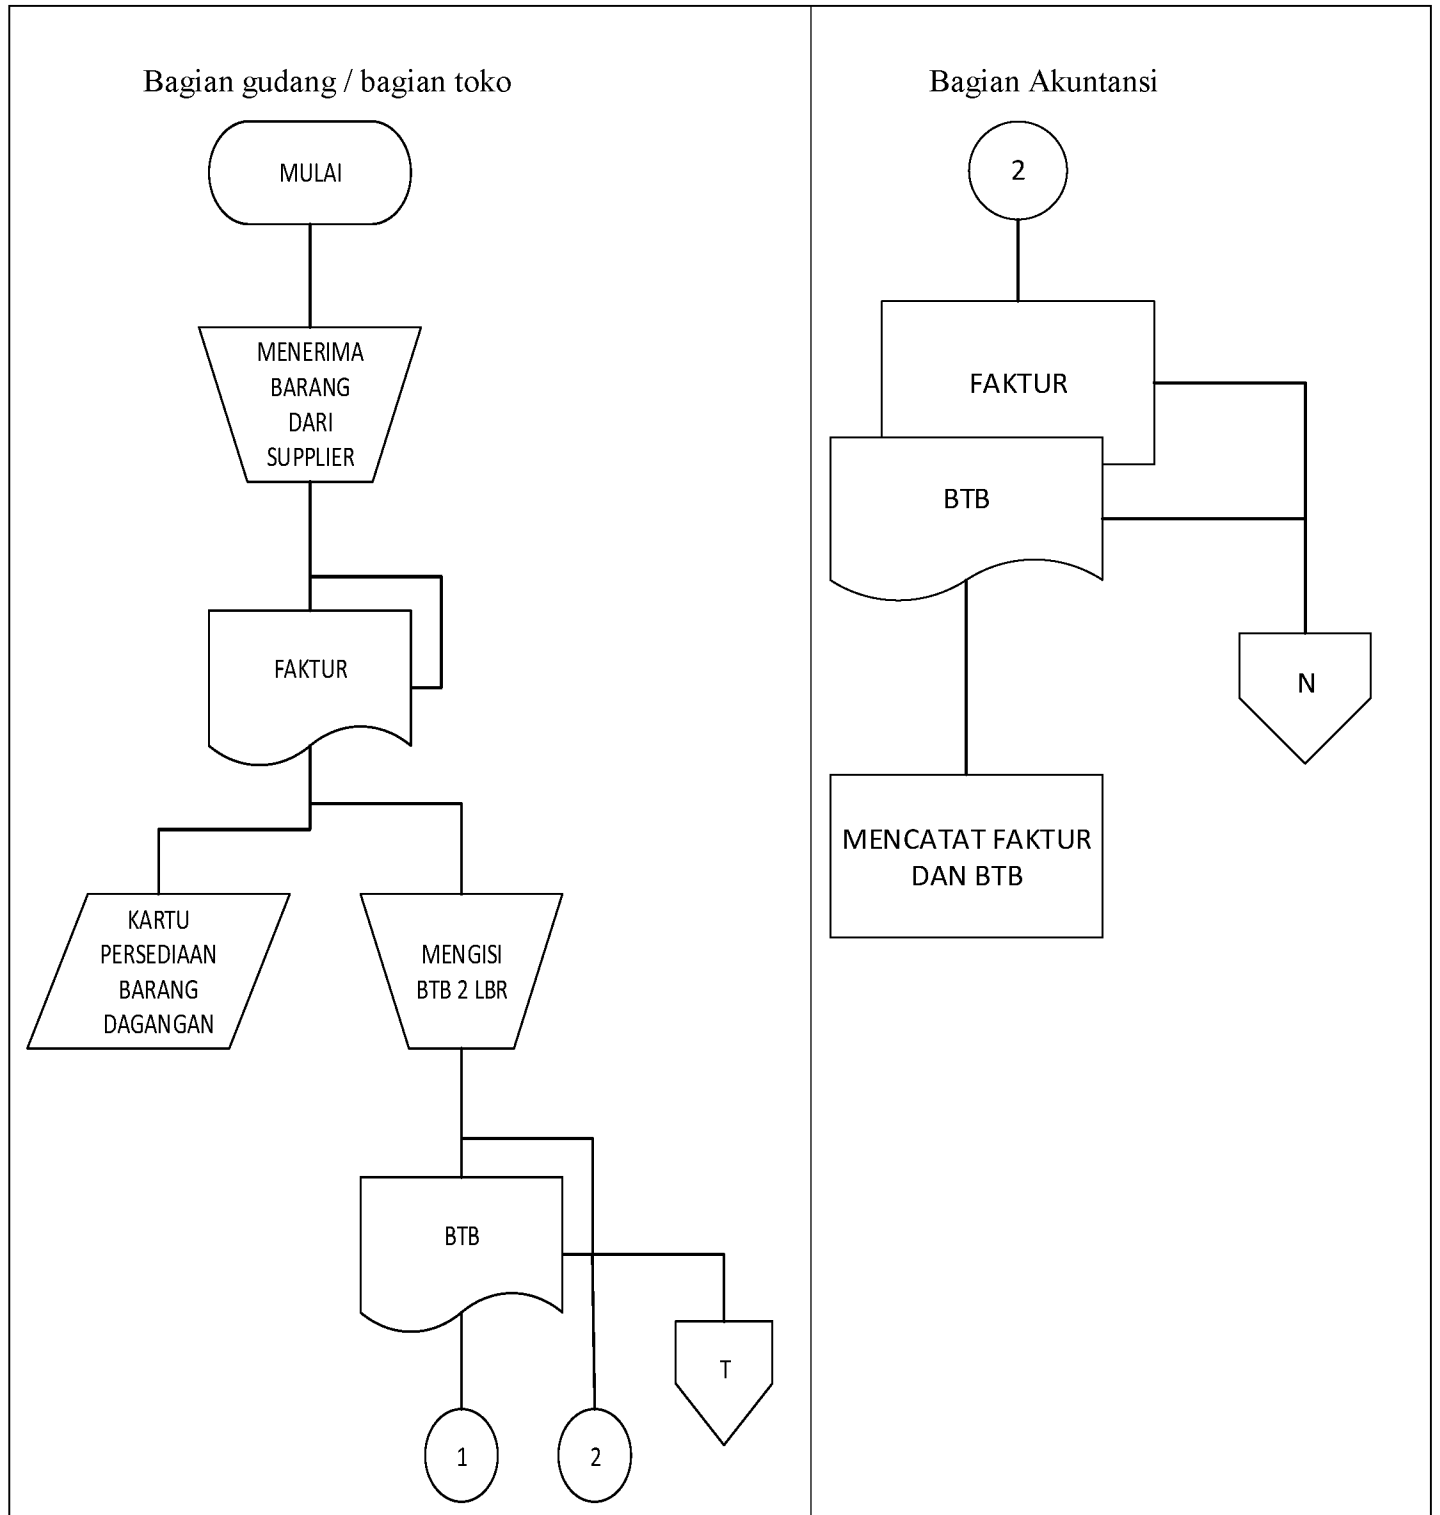 Bagian gudang / bagian toko
MULAI
MENERIMA
BARANG
DARI
SUPPLIER
FAKTUR
KARTU
PERSEDIAAN
BARANG
DAGANGAN
MENGISI
BTB 2 LBR
BTB
T
1
2
Bagian Akuntansi
2
FAKTUR
BTB
N
MENCATAT FAKTUR
DAN BTB